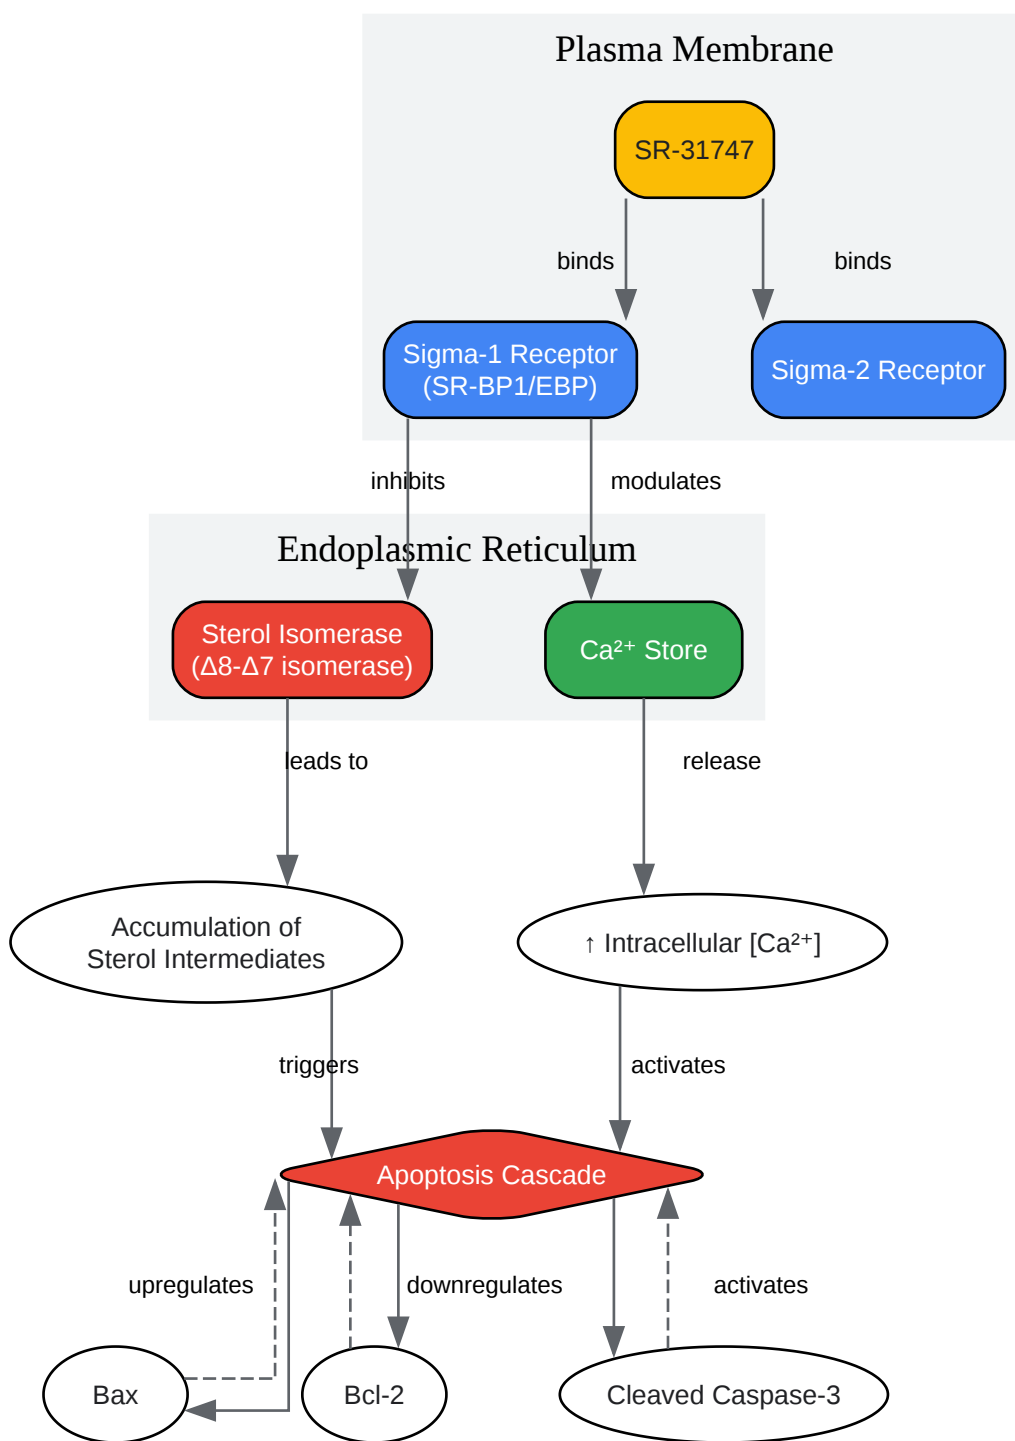 Plasma Membrane
SR-31747
binds
binds
Sigma-1 Receptor
(SR-BP1/EBP)
Sigma-2 Receptor
inhibits
modulates
Endoplasmic Reticulum
Sterol Isomerase
(Δ8-Δ7 isomerase)
Ca²⁺ Store
leads to
release
Accumulation of
Sterol Intermediates
↑ Intracellular [Ca²⁺]
triggers
activates
Apoptosis Cascade
upregulates
downregulates
activates
Bax
Bcl-2
Cleaved Caspase-3